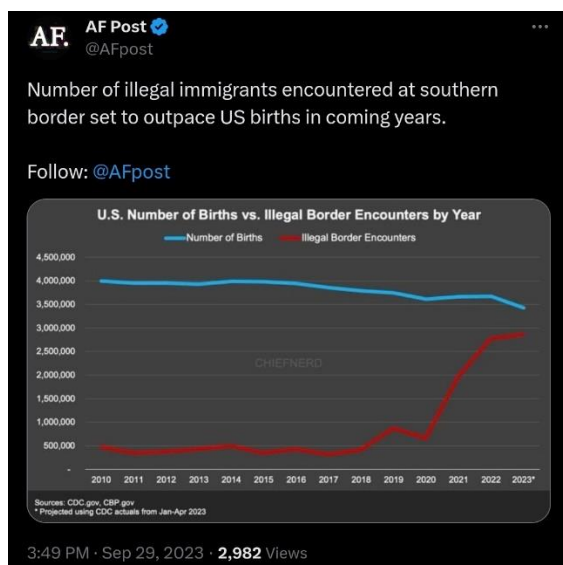 AF.
AF Post
@AFpost
Number of illegal immigrants encountered at southern
border set to outpace US births in coming years.
Follow: @AFpost
U.S. Number of Births vs. Illegal Border Encounters by Year
Number of Births Illegal Border Encounters
4,500,000
4,000,000
3,500,000
3,000,000
2,500,000
2,000,000
1,500,000
1,000,000
500,000
-
CHIEFNERD
2010 2011 2012 2013 2014 2015 2016 2017 2018 2019 2020 2021 2022 2023*
Sources: CDC.gov, CBP.gov
* Projected using CDC actuals from Jan-Apr 2023
3:49 PM · Sep 29, 2023 · 2,982 Views